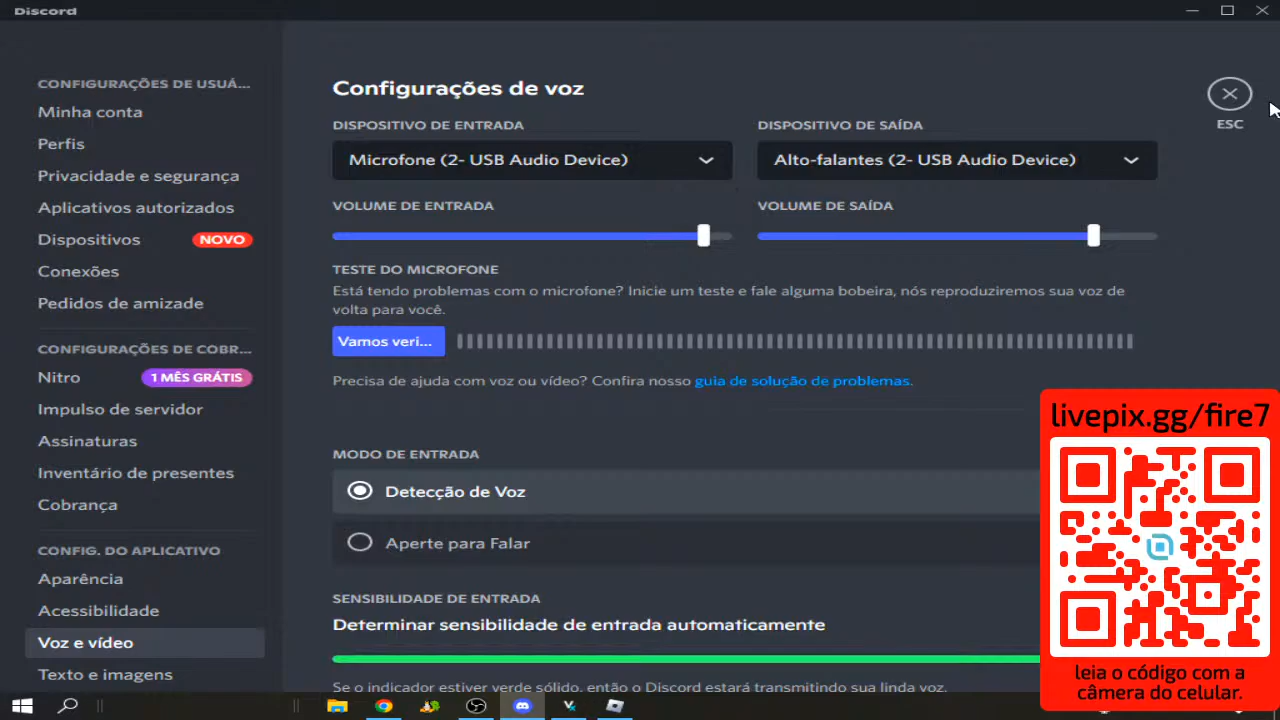 Discord
CONFIGURAÇÕES DE USUÁ...
Minha conta
Perfis
Privacidade e segurança
Aplicativos autorizados
Dispositivos NOVO
Conexões
Pedidos de amizade
CONFIGURAÇÕES DE COBR...
Nitro 1 MÊS GRÁTIS
Impulso de servidor
Assinaturas
Inventário de presentes
Cobrança
CONFIG. DO APLICATIVO
Aparência
Acessibilidade
Voz e vídeo
Texto e imagens
Configurações de voz
ESC
DISPOSITIVO DE ENTRADA
Microfone (2- USB Audio Device)
DISPOSITIVO DE SAÍDA
Alto-falantes (2- USB Audio Device)
VOLUME DE ENTRADA
VOLUME DE SAÍDA
TESTE DO MICROFONE
Está tendo problemas com o microfone? Inicie um teste e fale alguma bobeira, nós reproduziremos sua voz de
volta para você.
Vamos veri...
Precisa de ajuda com voz ou vídeo? Confira nosso guia de solução de problemas.
MODO DE ENTRADA
Detecção de Voz
Aperte para Falar
SENSIBILIDADE DE ENTRADA
Determinar sensibilidade de entrada automaticamente
Se o indicador estiver verde sólido, então o Discord estará transmitindo sua linda voz.
livepix.gg/fire7
leia o código com a
câmera do celular.